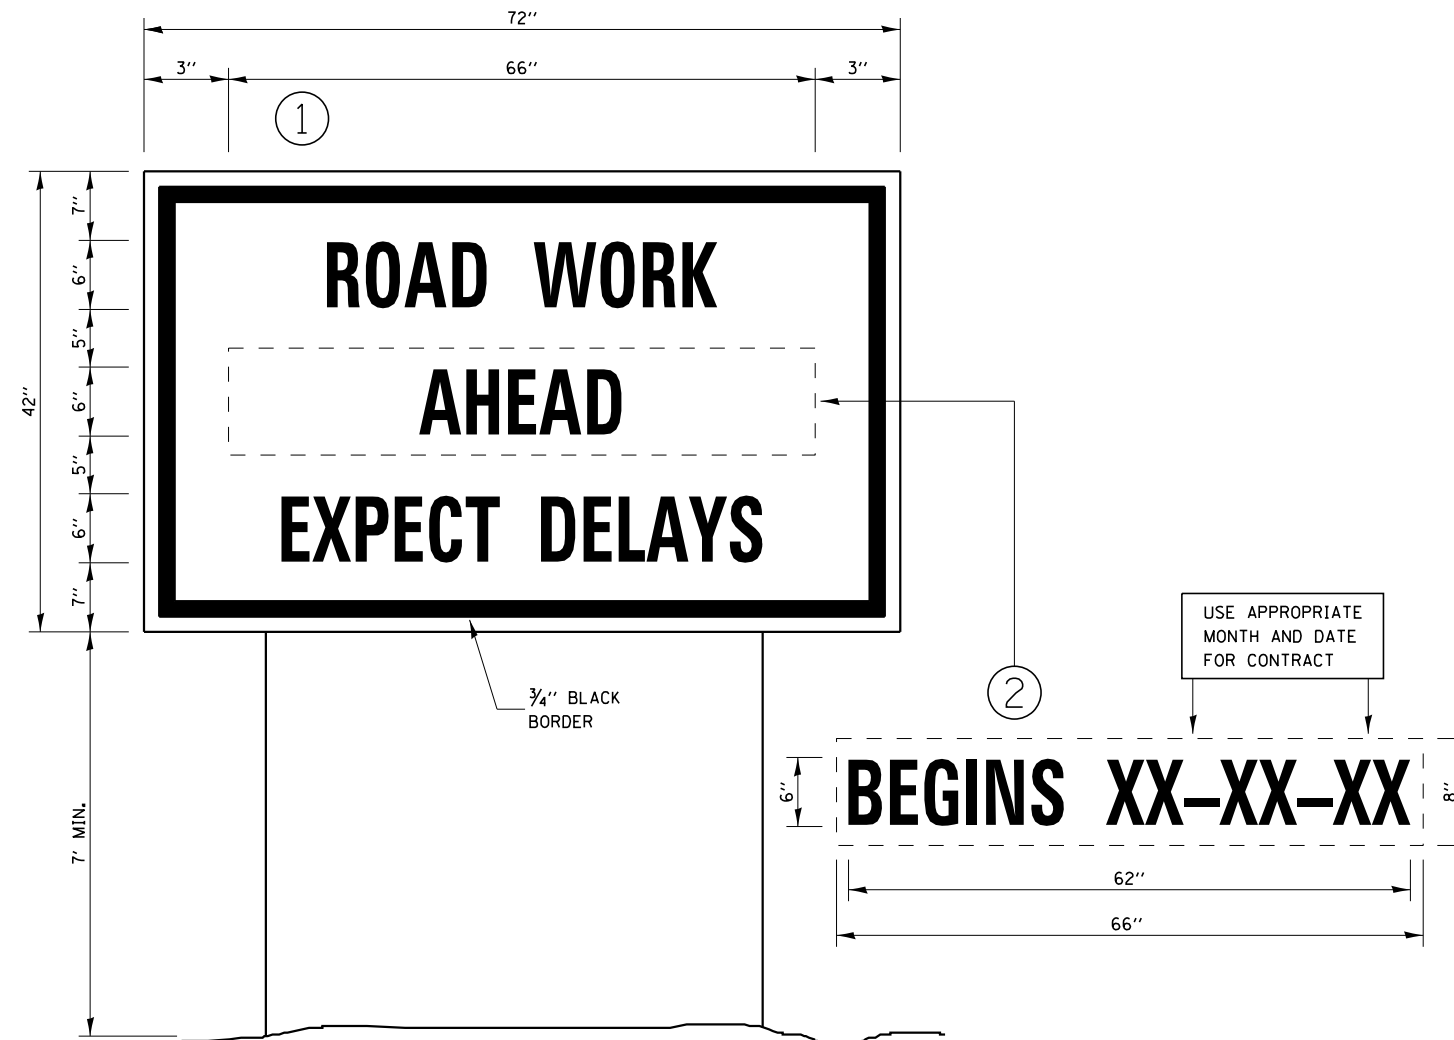 72''
3''
66''
3''
1
7''
6''
5''
6''
5''
6''
7''
42''
ROAD WORK
AHEAD
EXPECT DELAYS
3/4'' BLACK
BORDER
7' MIN.
2
USE APPROPRIATE
MONTH AND DATE
FOR CONTRACT
6''
BEGINS XX-XX-XX
8''
62''
66''